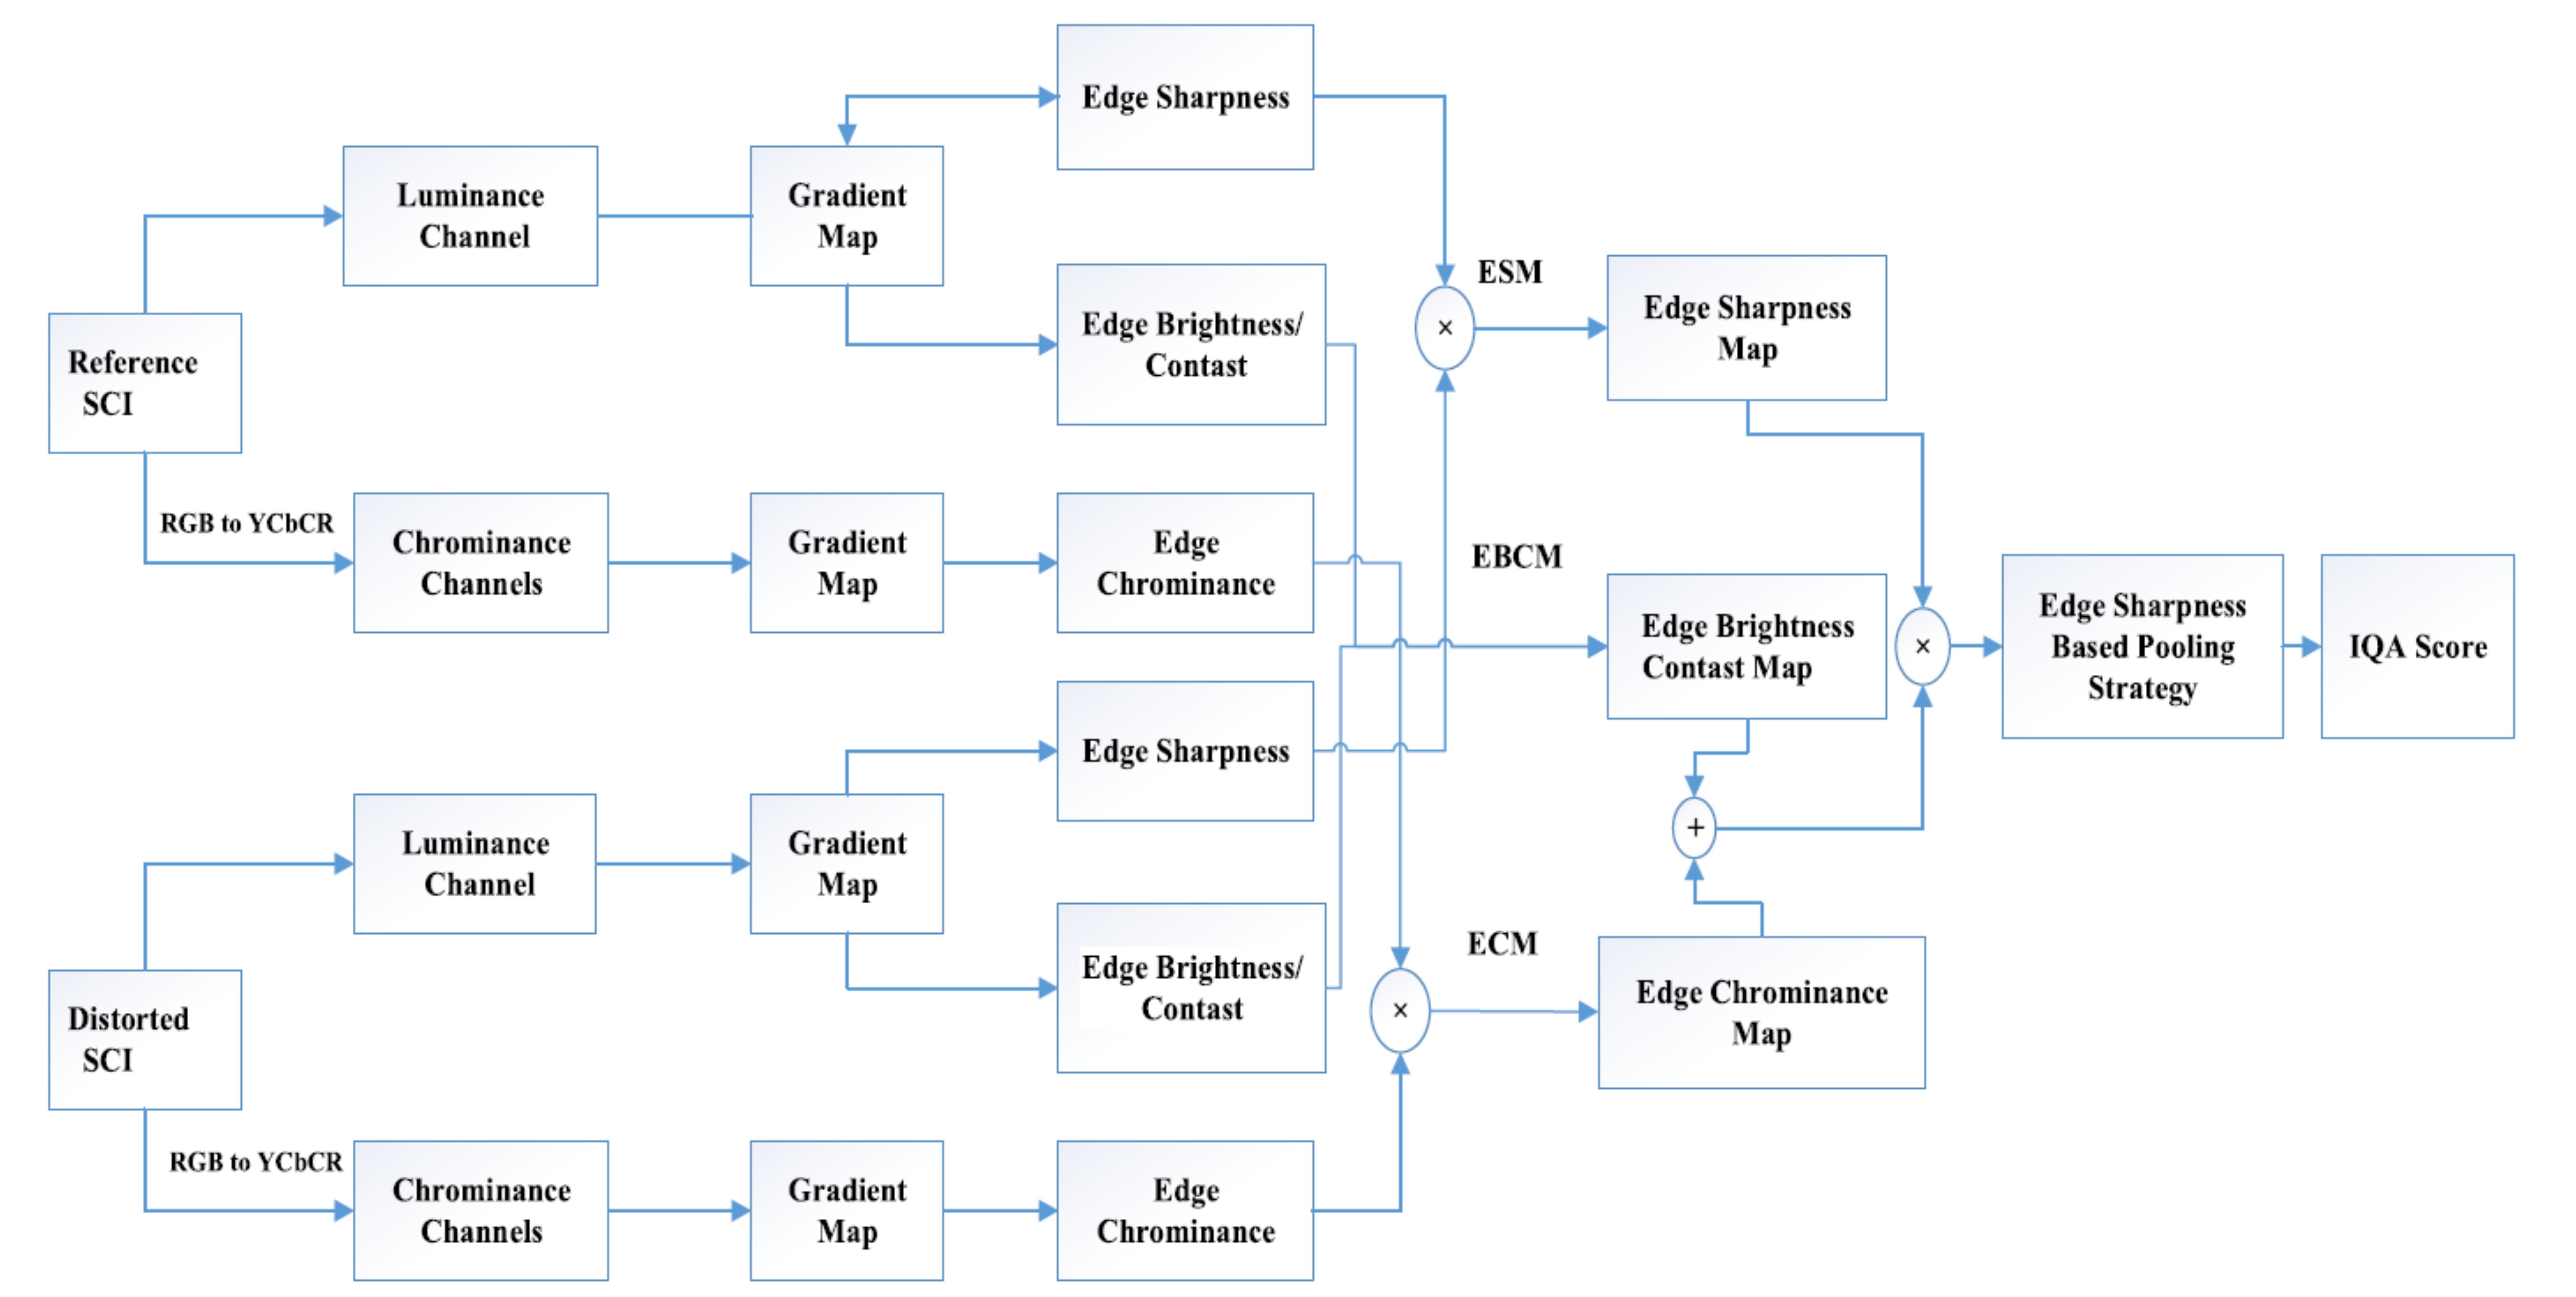 Edge Sharpness
Luminance
Channel
Gradient
Map
ESM
Edge Sharpness
Map
Edge Brightness/
Contast
Reference
SCI
RGB to YCbCR
Chrominance
Channels
Gradient
Map
Edge
Chrominance
EBCM
Edge Brightness
Contast Map
Edge Sharpness
Based Pooling
Strategy
IQA Score
×
×
Edge Sharpness
Luminance
Channel
Gradient
Map
+
Edge Brightness/
Contast
ECM
×
Edge Chrominance
Map
Distorted
SCI
RGB to YCbCR
Chrominance
Channels
Gradient
Map
Edge
Chrominance